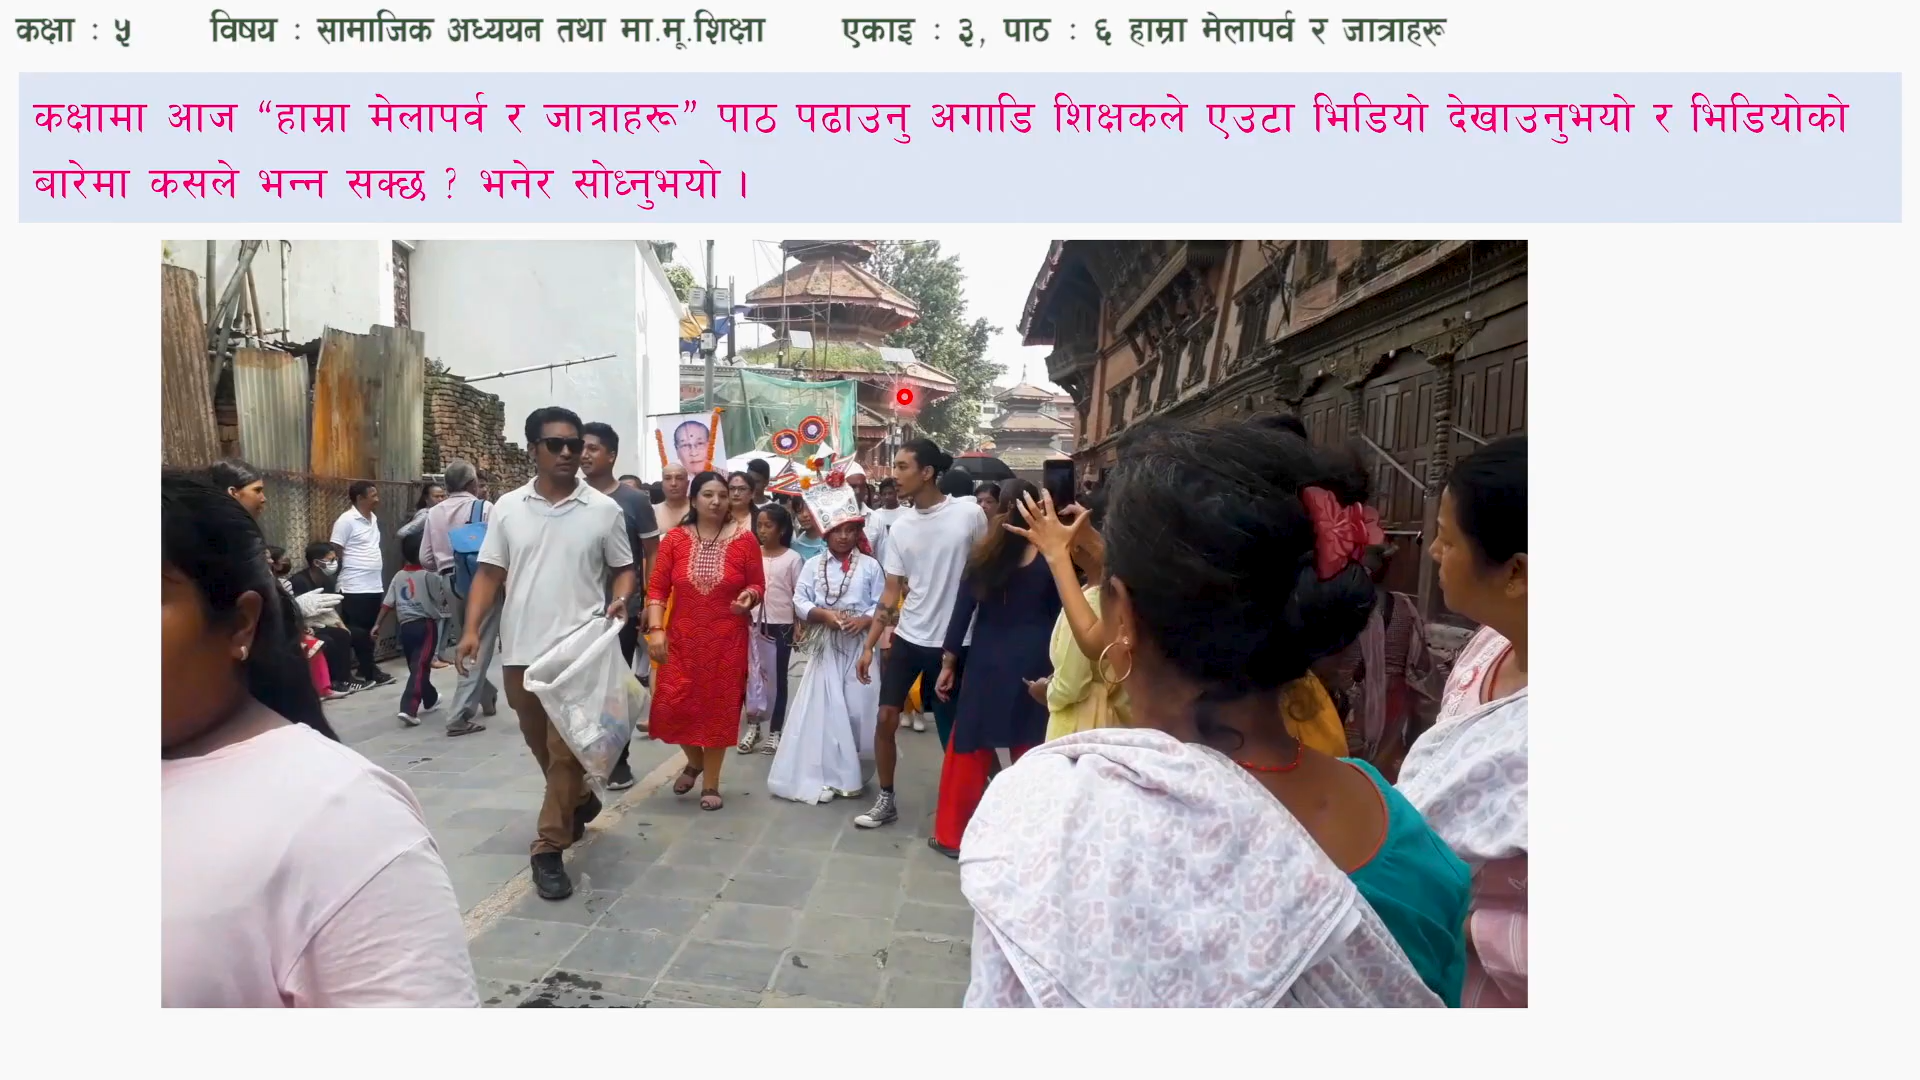 कक्षा : ५ विषय : सामाजिक अध्ययन तथा मा.मू.शिक्षा एकाइ : ३, पाठ : ६ हाम्रा मेलापर्व र जात्राहरू
कक्षामा आज “हाम्रा मेलापर्व र जात्राहरू” पाठ पढाउनु अगाडि शिक्षकले एउटा भिडियो देखाउनुभयो र भिडियोको
बारेमा कसले भन्न सक्छ ? भनेर सोध्नुभयो ।